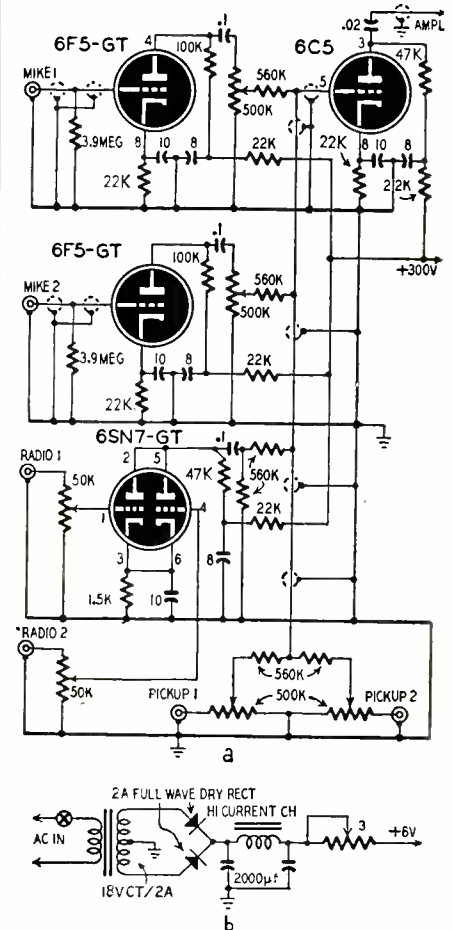 6F5-GT
4
.1
100K
MIKE 1
560K
500K
3.9MEG
8
10
8
22K
22K
6C5
.02
AMPL
3
47K
5
22K
8
10
8
2.2K
+300V
6F5-GT
.1
100K
MIKE 2
560K
500K
3.9MEG
10
8
22K
22K
6SN7-GT
RADIO 1
2
5
.1
47K
560K
50K
1
4
22K
3
6
8
1.5K
10
RADIO 2
50K
560K
PICKUP 1
500K
PICKUP 2
a
2A FULL WAVE DRY RECT
HI CURRENT CH
AC IN
3
+6V
2000µf
18VCT/2A
b